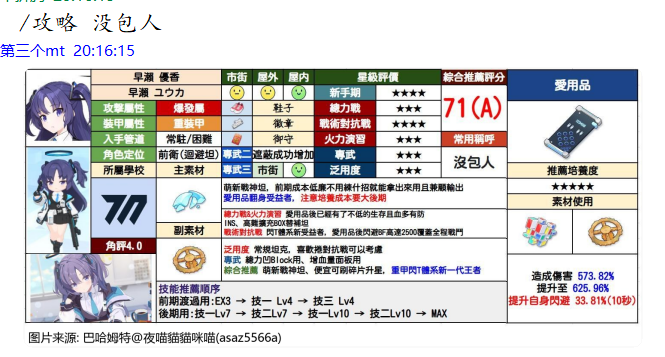 /攻略 没包人
第三个mt 20:16:15
早瀨 優香
早瀬 ユウカ
市街 屋外 屋内
星級評價
綜合推薦評分
愛用品
攻擊屬性 爆發屬
鞋子
新手期 ★★★★
71(A)
裝甲屬性 重裝甲
徽章
總力戰 ★★★
戰術對抗戰 ★★★★
入手管道 常駐/困難
御守
火力演習 ★★★
常用稱呼
角色定位 前衛(迴避坦)
專武二 遮蔽成功增加
專武 ★★★
沒包人
推薦培養度
所屬學校 主素材
專武三 市街
泛用度 ★★★
★★★★★
萌新戰神坦，前期成本低廉不用練什招就能拿出來用且兼顧輸出
愛用品翻身受益者，注意培養成本要大後期
素材使用
副素材
總力戰&火力演習 愛用品後已經有了不低的生存且血多有防
INS、高難擴充BOX替補坦
戰術對抗戰 閃T體系新受益者，愛用品後閃避BF高達2500覆蓋全程戰鬥
角評4.0
泛用度 常規坦克，喜歡捲對抗戰可以考慮
專武 總力凹Block用、增血量面板用
綜合推薦 萌新戰神坦、便宜可刷碎片升星，重甲閃T體系新一代王者
造成傷害 573.82%
提升至 625.96%
提升自身閃避 33.81%(10秒)
技能推薦順序
前期渡過用:EX3 → 技一 Lv4 → 技三 Lv4
後期用:技一Lv7 → 技二Lv7 → 技一Lv10 → 技二Lv10 → MAX
图片来源: 巴哈姆特@夜喵貓貓咪喵(asaz5566a)